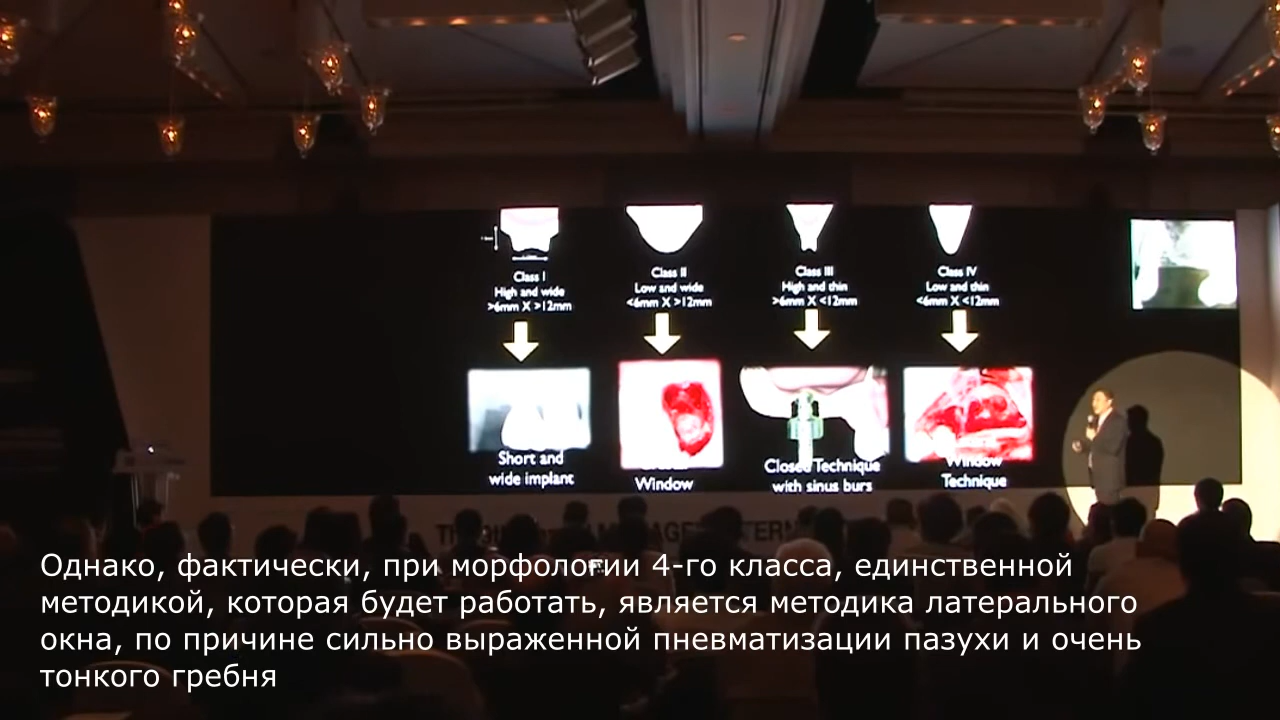 Class I
High and wide
>6mm X >12mm
Class II
Low and wide
<6mm X >12mm
Class III
High and thin
>6mm X <12mm
Class IV
Low and thin
<6mm X <12mm
Short and
wide implant
Window
Closed Technique
with sinus burs
Window
Technique
Однако, фактически, при морфологии 4-го класса, единственной
методикой, которая будет работать, является методика латерального
окна, по причине сильно выраженной пневматизации пазухи и очень
тонкого гребня